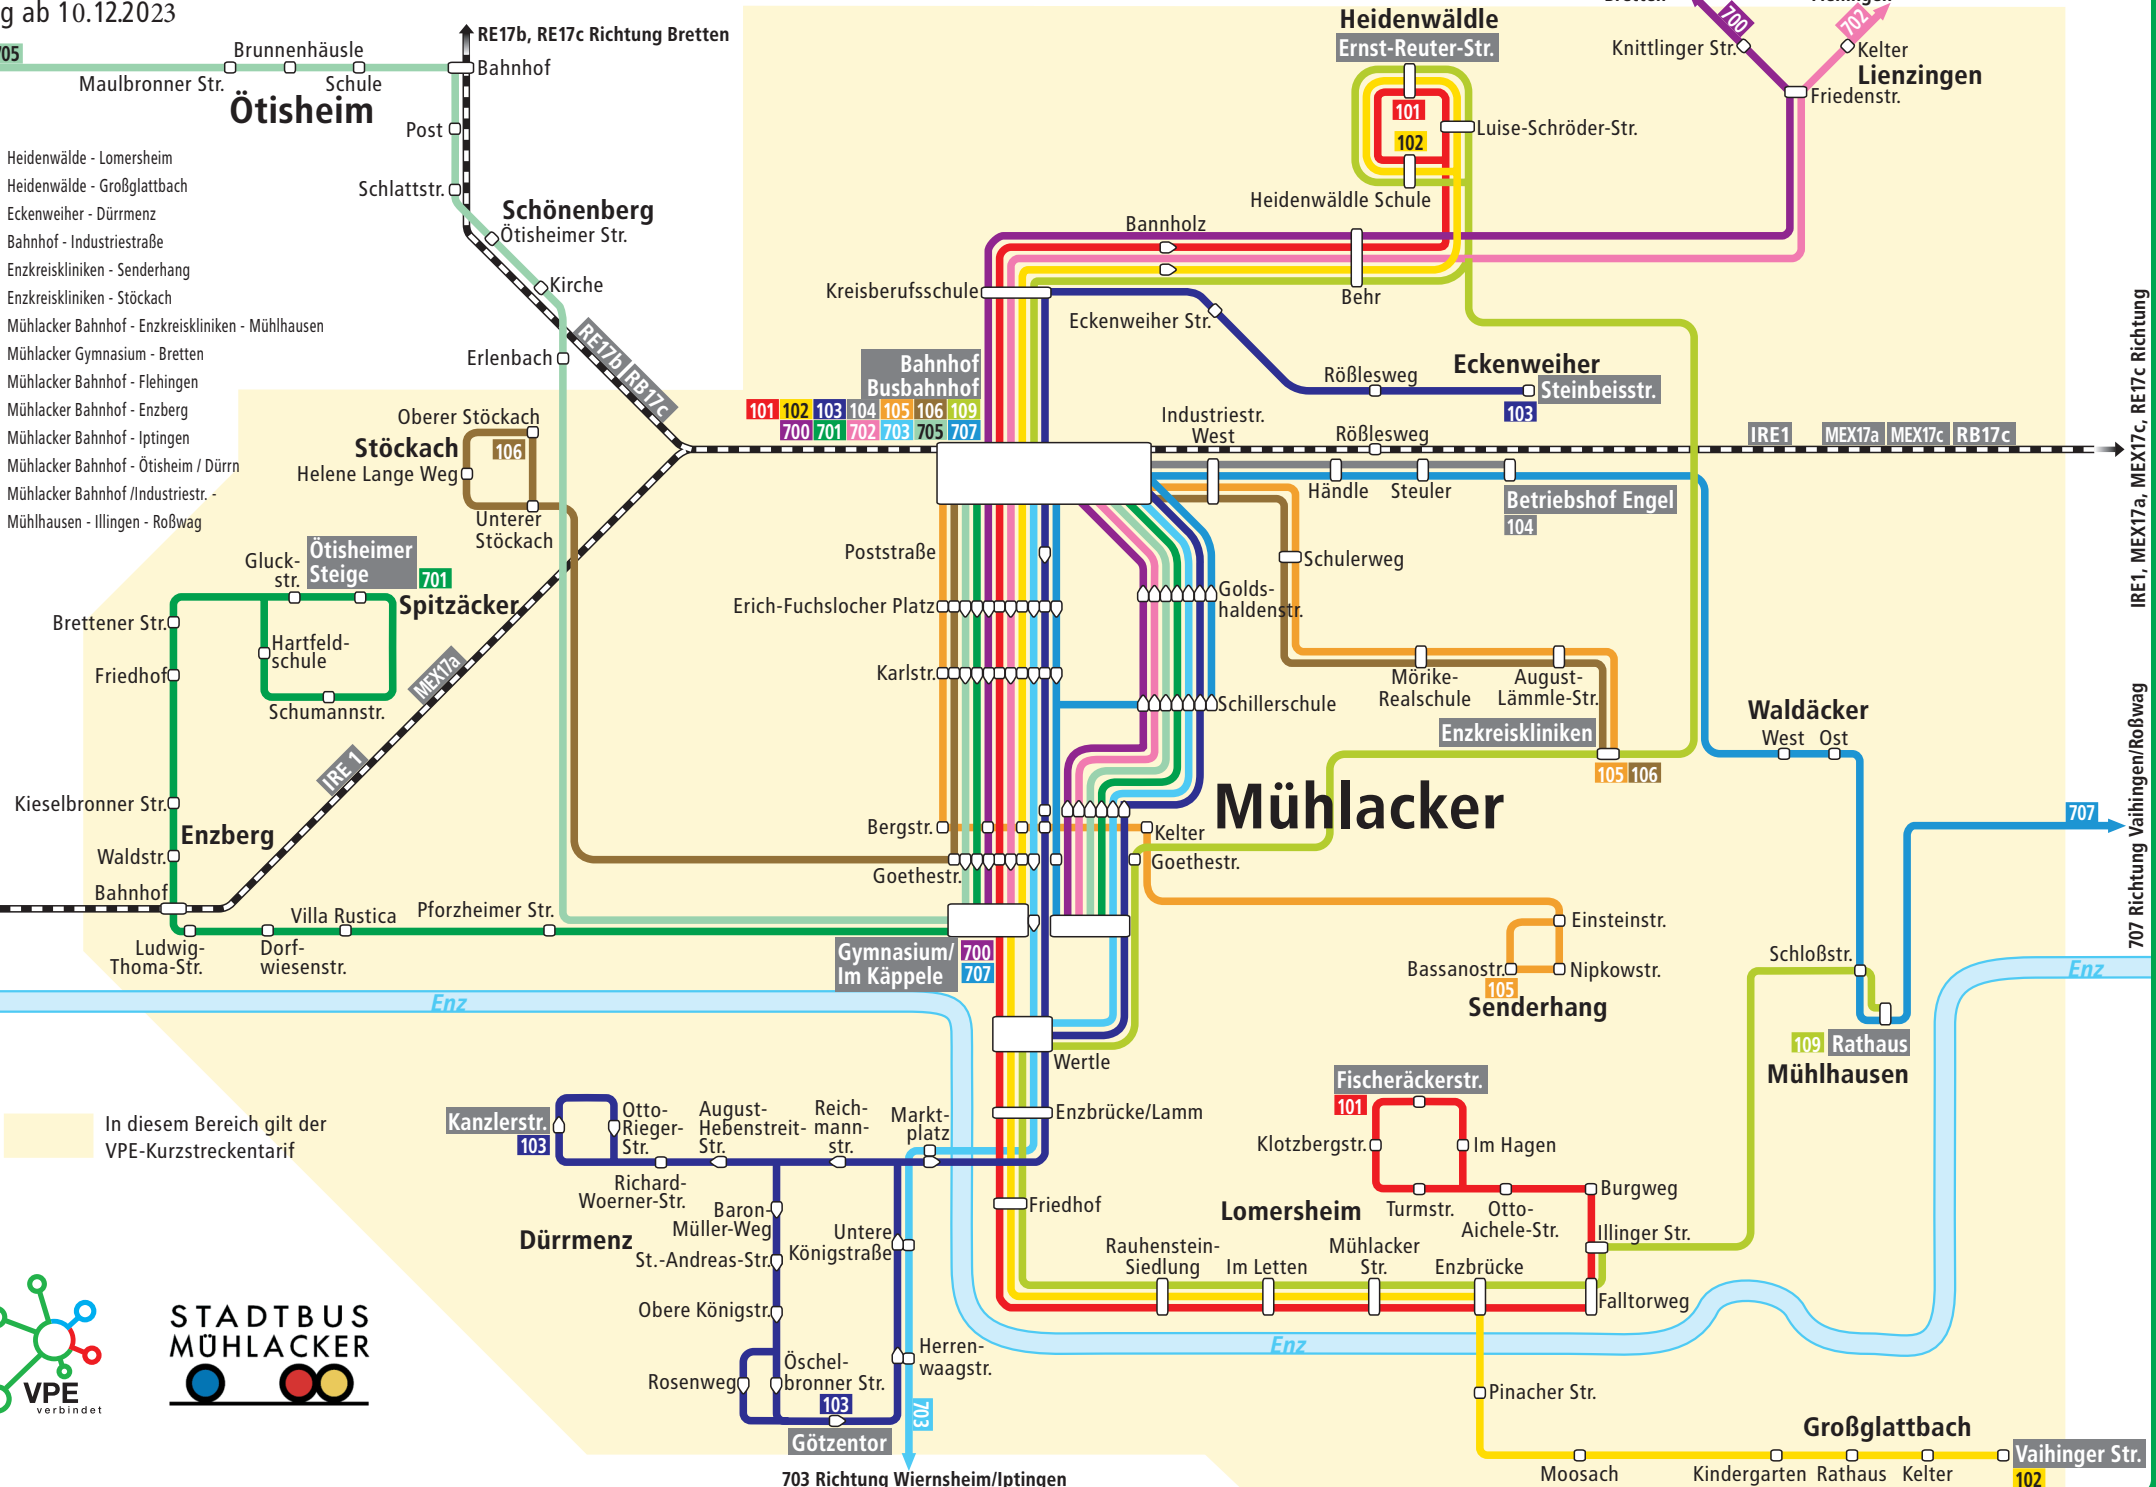 g ab 10.12.2023
705
Brunnenhäusle
Maulbronner Str.
Schule
Ötisheim
RE17b, RE17c Richtung Bretten
Bahnhof
Post
Schlattstr.
Schönenberg
Ötisheimer Str.
Kirche
Erlenbach
RE17b
RB17c
Heidenwälde - Lomersheim
Heidenwälde - Großglattbach
Eckenweiher - Dürrmenz
Bahnhof - Industriestraße
Enzkreiskliniken - Senderhang
Enzkreiskliniken - Stöckach
Mühlacker Bahnhof - Enzkreiskliniken - Mühlhausen
Mühlacker Gymnasium - Bretten
Mühlacker Bahnhof - Flehingen
Mühlacker Bahnhof - Enzberg
Mühlacker Bahnhof - Iptingen
Mühlacker Bahnhof - Ötisheim / Dürrn
Mühlacker Bahnhof /Industriestr. -
Mühlhausen - Illingen - Roßwag
Heidenwäldle
Ernst-Reuter-Str.
101
102
Luise-Schröder-Str.
Heidenwäldle Schule
700
702
Knittlinger Str.
Kelter
Lienzingen
Friedenstr.
Bannholz
Behr
Kreisberufsschule
Eckenweiher Str.
Rößlesweg
Eckenweiher
Steinbeisstr.
103
Bahnhof
Busbahnhof
101 102 103 104 105 106 109
700 701 702 703 705 707
Industriestr.
West
Rößlesweg
IRE1
MEX17a
MEX17c
RB17c
IRE1, MEX17a, MEX17c, RE17c Richtung
Händle
Steuler
Betriebshof Engel
104
Oberer Stöckach
Stöckach
106
Helene Lange Weg
Unterer
Stöckach
Gluck-
str.
Ötisheimer
Steige
701
Spitzäcker
Brettener Str.
Hartfeld-
schule
Friedhof
Schumannstr.
MEX17a
IRE 1
Kieselbronner Str.
Enzberg
Waldstr.
Bahnhof
Ludwig-
Thoma-Str.
Dorf-
wiesenstr.
Villa Rustica
Pforzheimer Str.
Poststraße
Erich-Fuchslocher Platz
Karlstr.
Bergstr.
Goethestr.
Golds-
haldenstr.
Schillerschule
Schulerweg
Mörike-
Realschule
August-
Lämmle-Str.
Enzkreiskliniken
105 106
Mühlacker
Kelter
Goethestr.
Waldäcker
West
Ost
707
707 Richtung Vaihingen/Roßwag
Gymnasium/
Im Käppele
700
707
Einsteinstr.
Bassanostr.
Nipkowstr.
105
Senderhang
Schloßstr.
Enz
Enz
109 Rathaus
Mühlhausen
Wertle
Enzbrücke/Lamm
Friedhof
In diesem Bereich gilt der
VPE-Kurzstreckentarif
Kanzlerstr.
103
Otto-
Rieger-
Str.
August-
Hebenstreit-
Str.
Reich-
mann-
str.
Markt-
platz
Richard-
Woerner-Str.
Baron-
Müller-Weg
Dürrmenz
St.-Andreas-Str.
Untere
Königstraße
Obere Königstr.
Öschel-
bronner Str.
Rosenweg
103
Götzentor
Herren-
waagstr.
703
703 Richtung Wiernsheim/Iptingen
Fischeräckerstr.
101
Klotzbergstr.
Im Hagen
Turmstr.
Otto-
Aichele-Str.
Burgweg
Lomersheim
Illinger Str.
Rauhenstein-
Siedlung
Im Letten
Mühlacker
Str.
Enzbrücke
Falltorweg
Enz
Pinacher Str.
Großglattbach
Moosach
Kindergarten
Rathaus
Kelter
Vaihinger Str.
102
VPE
verbindet
STADTBUS
MÜHLACKER